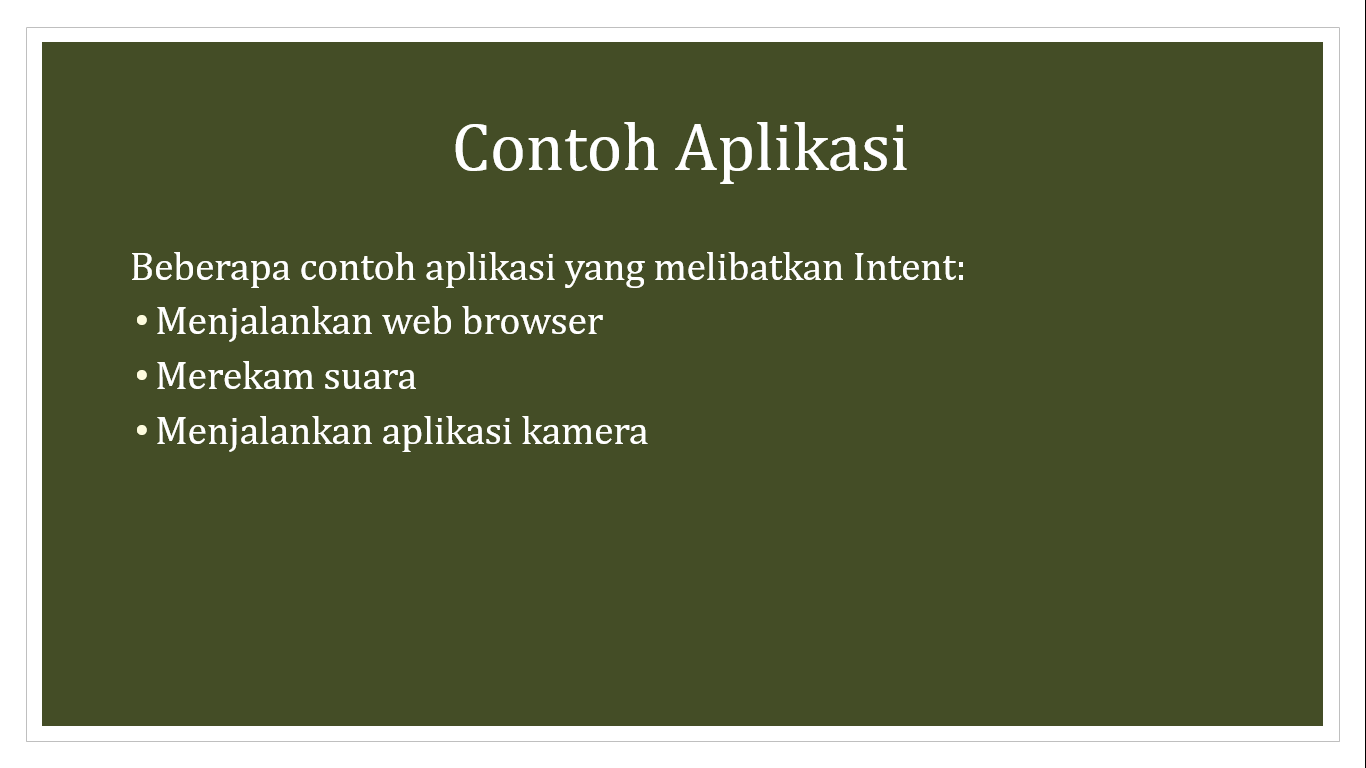 Contoh Aplikasi
Beberapa contoh aplikasi yang melibatkan Intent:
• Menjalankan web browser
• Merekam suara
• Menjalankan aplikasi kamera